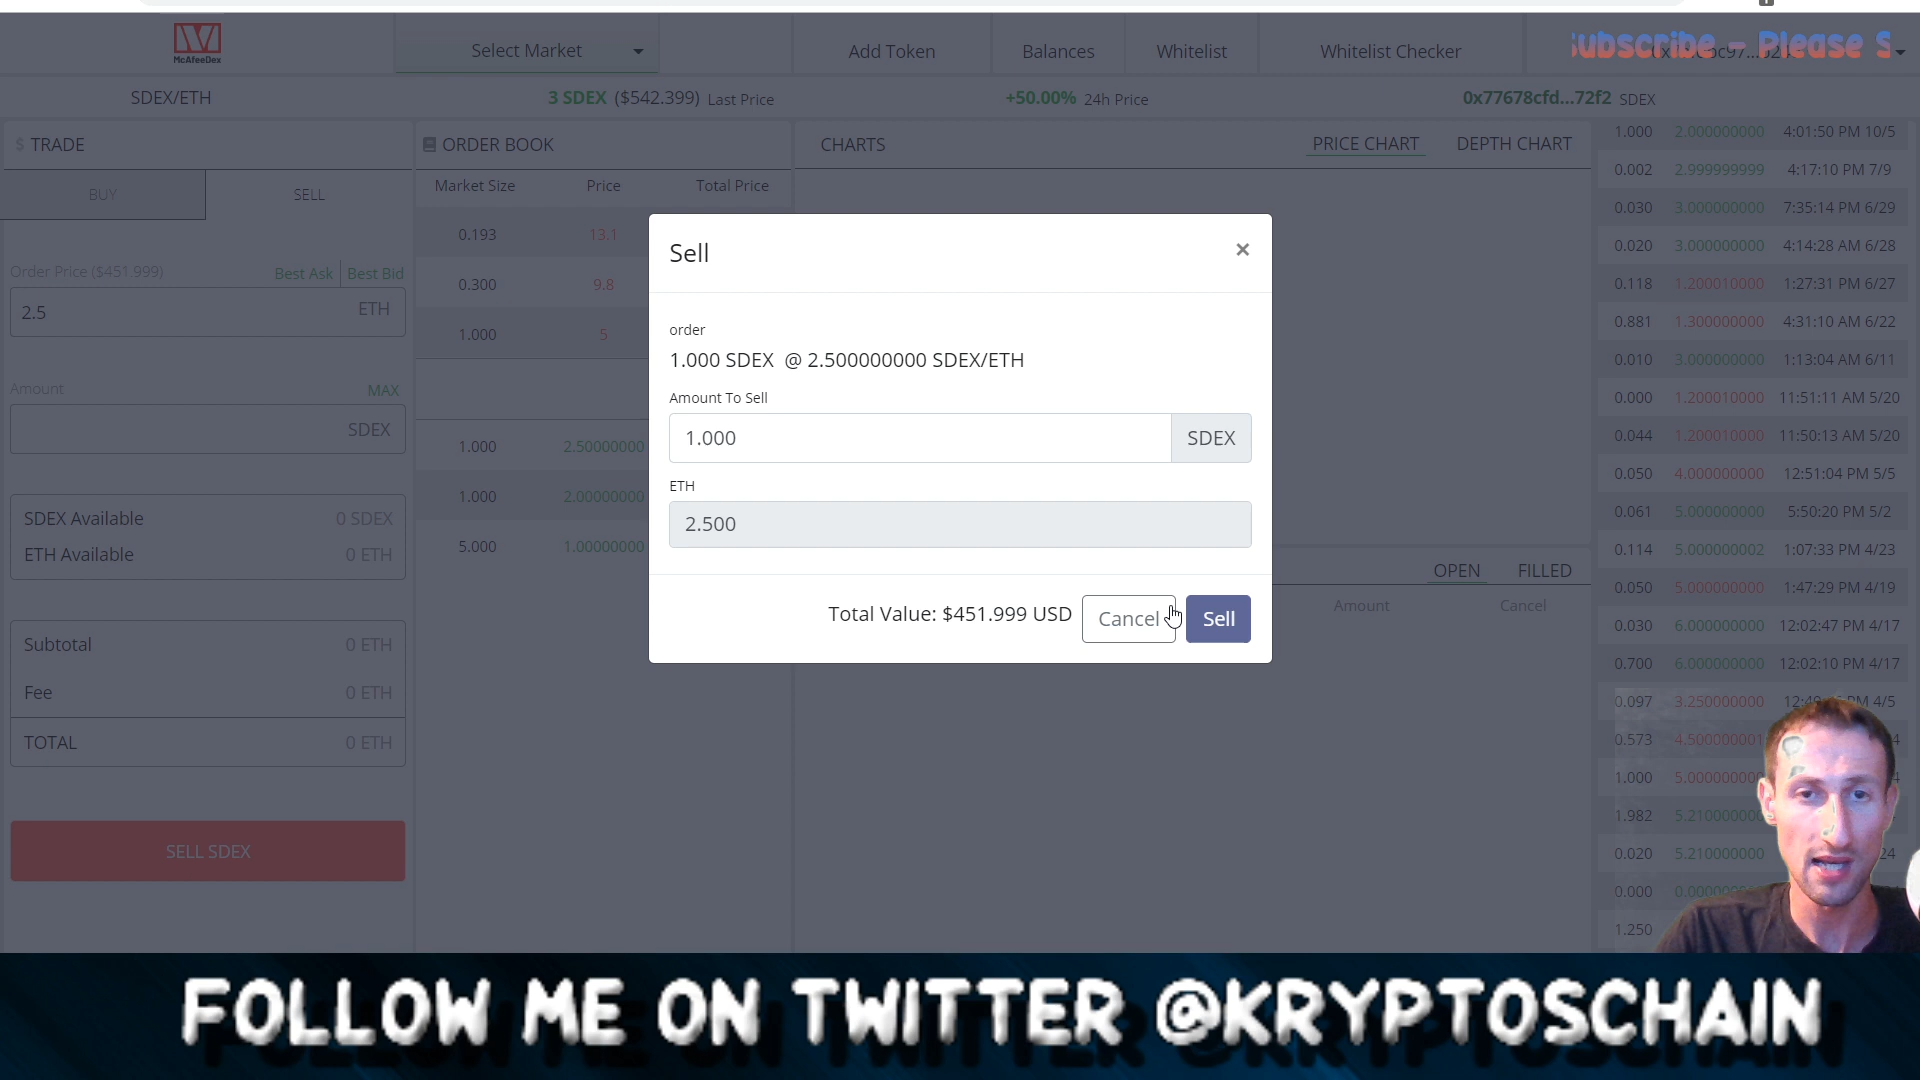 McAfeeDex
Select Market
Add Token
Balances
Whitelist
Whitelist Checker
ubscribe - Please S
SDEX/ETH
3 SDEX ($542.399) Last Price
+50.00% 24h Price
0x77678cfd...72f2 SDEX
$ TRADE
BUY
SELL
Order Price ($451.999)
Best Ask
Best Bid
2.5
ETH
Amount
MAX
SDEX
SDEX Available
0 SDEX
ETH Available
0 ETH
Subtotal
0 ETH
Fee
0 ETH
TOTAL
0 ETH
SELL SDEX
ORDER BOOK
Market Size Price Total Price
0.193 13.1
0.300 9.8
1.000 5
1.000 2.50000000
1.000 2.00000000
5.000 1.00000000
CHARTS
PRICE CHART
DEPTH CHART
Sell
×
order
1.000 SDEX @ 2.500000000 SDEX/ETH
Amount To Sell
1.000
SDEX
ETH
2.500
Total Value: $451.999 USD
Cancel
Sell
OPEN
FILLED
Amount
Cancel
1.000 2.000000000 4:01:50 PM 10/5
0.002 2.999999999 4:17:10 PM 7/9
0.030 3.000000000 7:35:14 PM 6/29
0.020 3.000000000 4:14:28 AM 6/28
0.118 1.200010000 1:27:31 PM 6/27
0.881 1.300000000 4:31:10 AM 6/22
0.010 3.000000000 1:13:04 AM 6/11
0.000 1.200010000 11:51:11 AM 5/20
0.044 1.200010000 11:50:13 AM 5/20
0.050 4.000000000 12:51:04 PM 5/5
0.061 5.000000000 5:50:20 PM 5/2
0.114 5.000000002 1:07:33 PM 4/23
0.050 5.000000000 1:47:29 PM 4/19
0.030 6.000000000 12:02:47 PM 4/17
0.700 6.000000000 12:02:10 PM 4/17
0.097 3.250000000 PM 4/5
0.573 4.500000001 4
1.000 5.00000000 4
1.982 5.21000000
0.020 5.210000000 24
0.000
1.250
FOLLOW ME ON TWITTER @KRYPTOSCHAIN